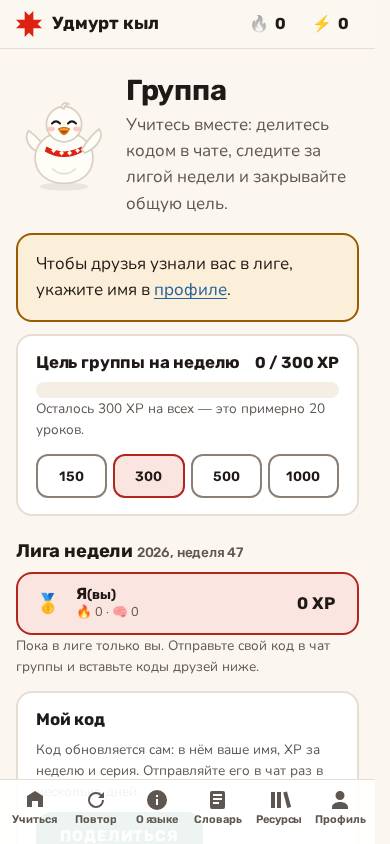 Удмурт кыл 🔥 0 ⚡ 0
Группа
Учитесь вместе: делитесь
кодом в чате, следите за
лигой недели и закрывайте
общую цель.
Чтобы друзья узнали вас в лиге,
укажите имя в профиле.
Цель группы на неделю 0 / 300 XP
Осталось 300 XP на всех — это примерно 20
уроков.
150 300 500 1000
Лига недели 2026, неделя 47
Я(вы)
🔥 0 · 🧠 0
0 XP
Пока в лиге только вы. Отправьте свой код в чат
группы и вставьте коды друзей ниже.
Мой код
Код обновляется сам: в нём ваше имя, XP за
неделю и серия. Отправляйте его в чат раз в
несколько дней
ПОДЕЛИТЬСЯ
Учиться Повтор О языке Словарь Ресурсы Профиль